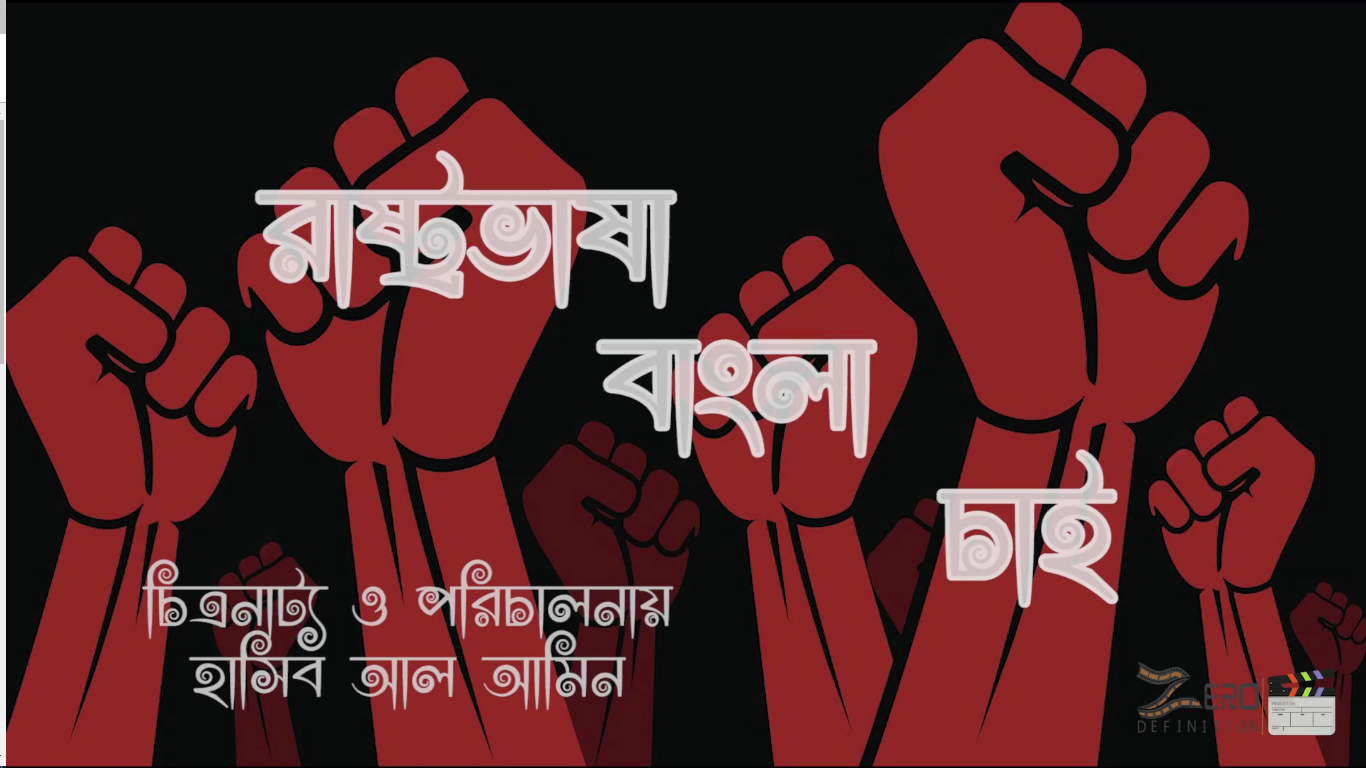 রাষ্ট্রভাষা
বাংলা
চাই
চিত্রনাট্য ও পরিচালনায়
হাসিব আল আমিন
ZERO
DEFINITION